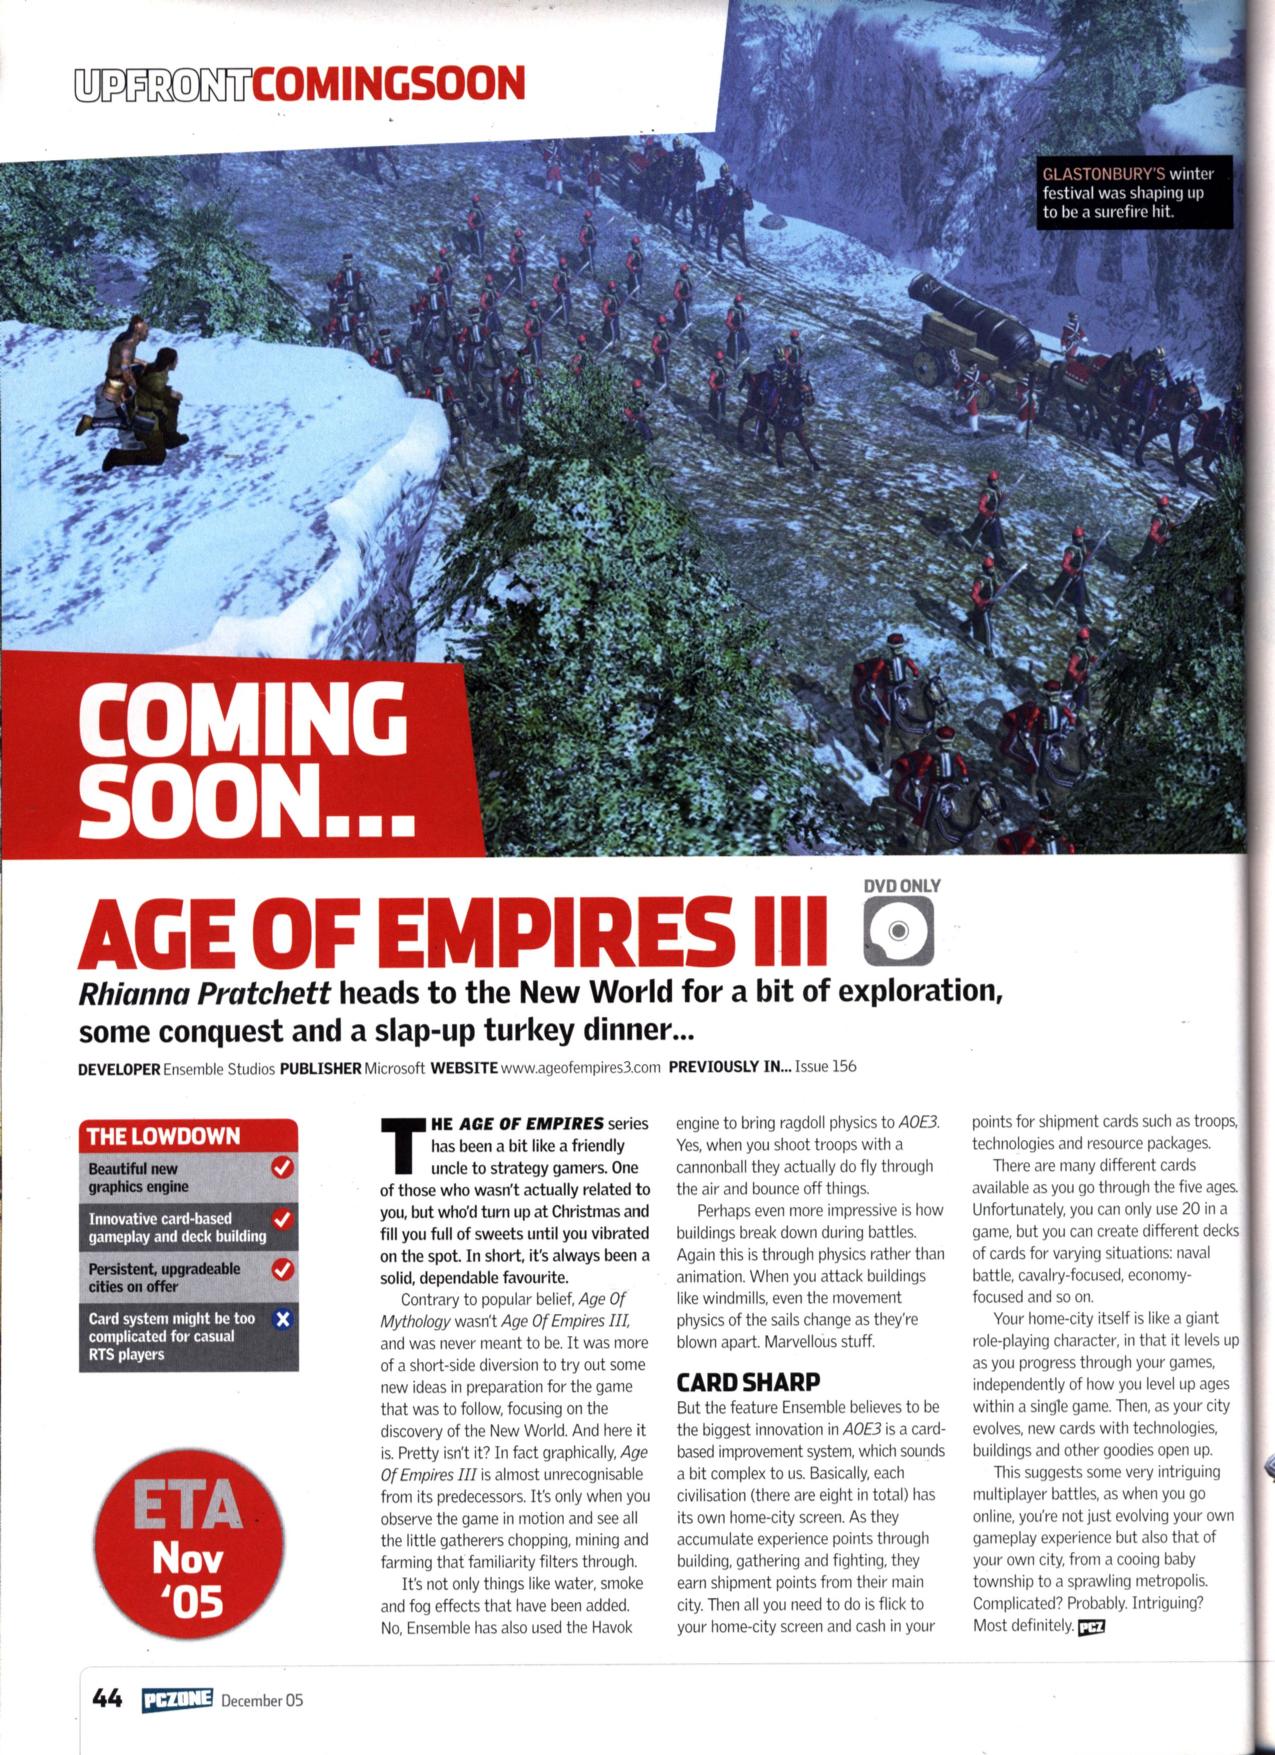 UPFRONTCOMINGSOON
GLASTONBURY'S winter
festival was shaping up
to be a surefire hit.
COMING
SOON...
AGE OF EMPIRES III
DVD ONLY
Rhianna Pratchett heads to the New World for a bit of exploration,
some conquest and a slap-up turkey dinner...
DEVELOPER Ensemble Studios PUBLISHER Microsoft WEBSITE www.ageofempires3.com PREVIOUSLY IN... Issue 156
THE LOWDOWN
Beautiful new
graphics engine
Innovative card-based
gameplay and deck building
Persistent, upgradeable
cities on offer
Card system might be too
complicated for casual
RTS players
ETA
Nov
'05
THE AGE OF EMPIRES series
has been a bit like a friendly
uncle to strategy gamers. One
of those who wasn't actually related to
you, but who'd turn up at Christmas and
fill you full of sweets until you vibrated
on the spot. In short, it's always been a
solid, dependable favourite.
Contrary to popular belief, Age Of
Mythology wasn't Age Of Empires III,
and was never meant to be. It was more
of a short-side diversion to try out some
new ideas in preparation for the game
that was to follow, focusing on the
discovery of the New World. And here it
is. Pretty isn't it? In fact graphically, Age
Of Empires III is almost unrecognisable
from its predecessors. It's only when you
observe the game in motion and see all
the little gatherers chopping, mining and
farming that familiarity filters through.
It's not only things like water, smoke
and fog effects that have been added.
No, Ensemble has also used the Havok
engine to bring ragdoll physics to AOE3.
Yes, when you shoot troops with a
cannonball they actually do fly through
the air and bounce off things.
Perhaps even more impressive is how
buildings break down during battles.
Again this is through physics rather than
animation. When you attack buildings
like windmills, even the movement
physics of the sails change as they're
blown apart. Marvellous stuff.
CARD SHARP
But the feature Ensemble believes to be
the biggest innovation in AOE3 is a card-
based improvement system, which sounds
a bit complex to us. Basically, each
civilisation (there are eight in total) has
its own home-city screen. As they
accumulate experience points through
building, gathering and fighting, they
earn shipment points from their main
city. Then all you need to do is flick to
your home-city screen and cash in your
points for shipment cards such as troops,
technologies and resource packages.
There are many different cards
available as you go through the five ages.
Unfortunately, you can only use 20 in a
game, but you can create different decks
of cards for varying situations: naval
battle, cavalry-focused, economy-
focused and so on.
Your home-city itself is like a giant
role-playing character, in that it levels up
as you progress through your games,
independently of how you level up ages
within a single game. Then, as your city
evolves, new cards with technologies,
buildings and other goodies open up.
This suggests some very intriguing
multiplayer battles, as when you go
online, you're not just evolving your own
gameplay experience but also that of
your own city, from a cooing baby
township to a sprawling metropolis.
Complicated? Probably. Intriguing?
Most definitely. PCZ
44 PCZONE December 05